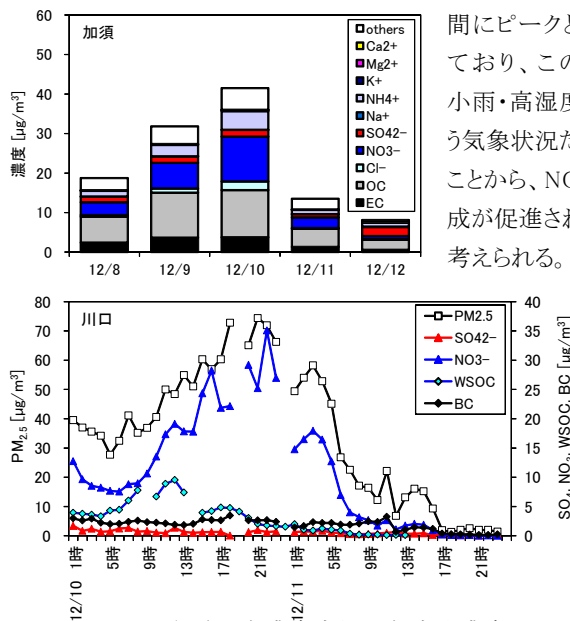 加須
60
50
40
30
20
10
0
濃度 [μg/m³]
others
Ca2+
Mg2+
K+
NH4+
Na+
SO42−
NO3−
Cl−
OC
EC
12/8
12/9
12/10
12/11
12/12
間にピークと
ており、この
小雨・高湿度
う気象状況だ
ことから、NO
成が促進され
考えられる。
川口
80
70
60
50
40
30
20
10
0
PM2.5 [μg/m³]
PM2.5
SO42−
NO3−
WSOC
BC
40
35
30
25
20
15
10
5
0
SO4, NO3, WSOC, BC [μg/m³]
1時
5時
9時
13時
17時
21時
1時
5時
9時
13時
17時
21時
12/10
12/11